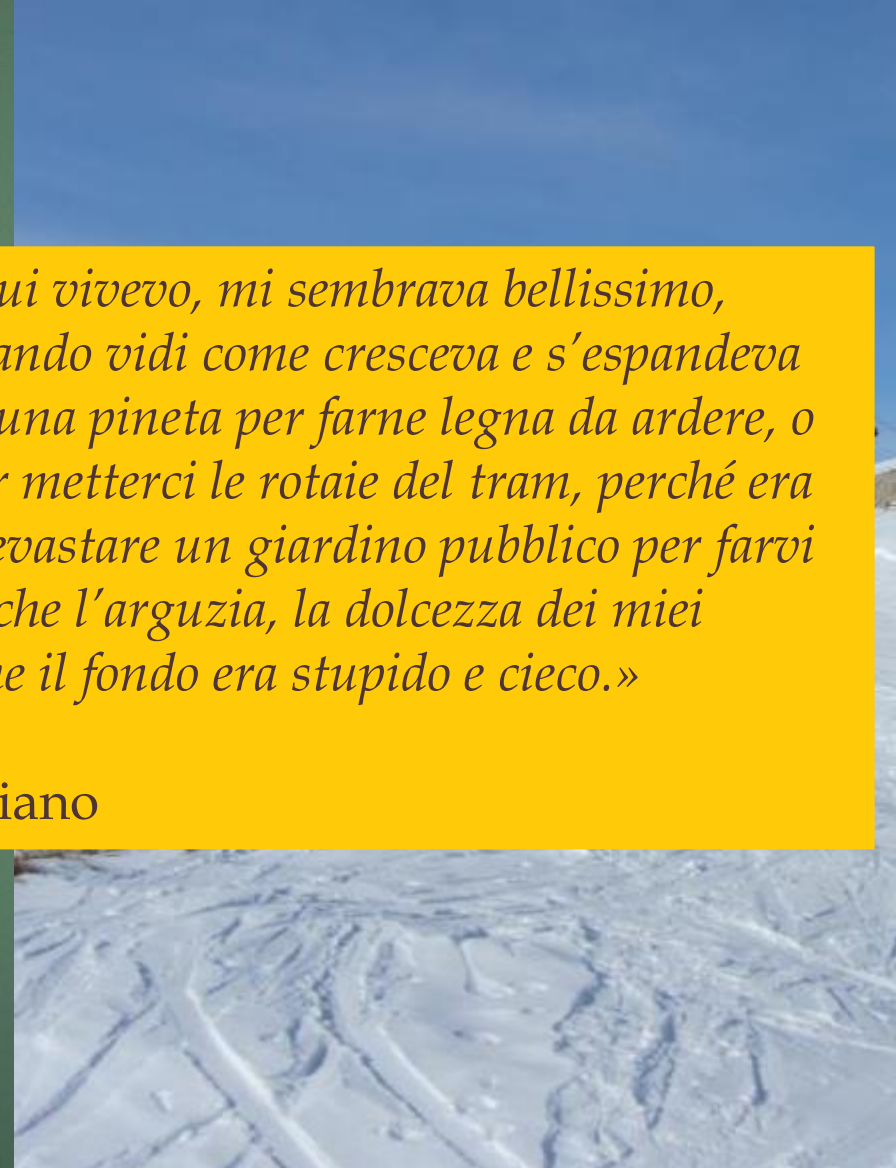 ui vivevo, mi sembrava bellissimo,
ando vidi come cresceva e s’espandeva
una pineta per farne legna da ardere, o
r metterci le rotaie del tram, perché era
evastare un giardino pubblico per farvi
che l’arguzia, la dolcezza dei miei
e il fondo era stupido e cieco.»
iano